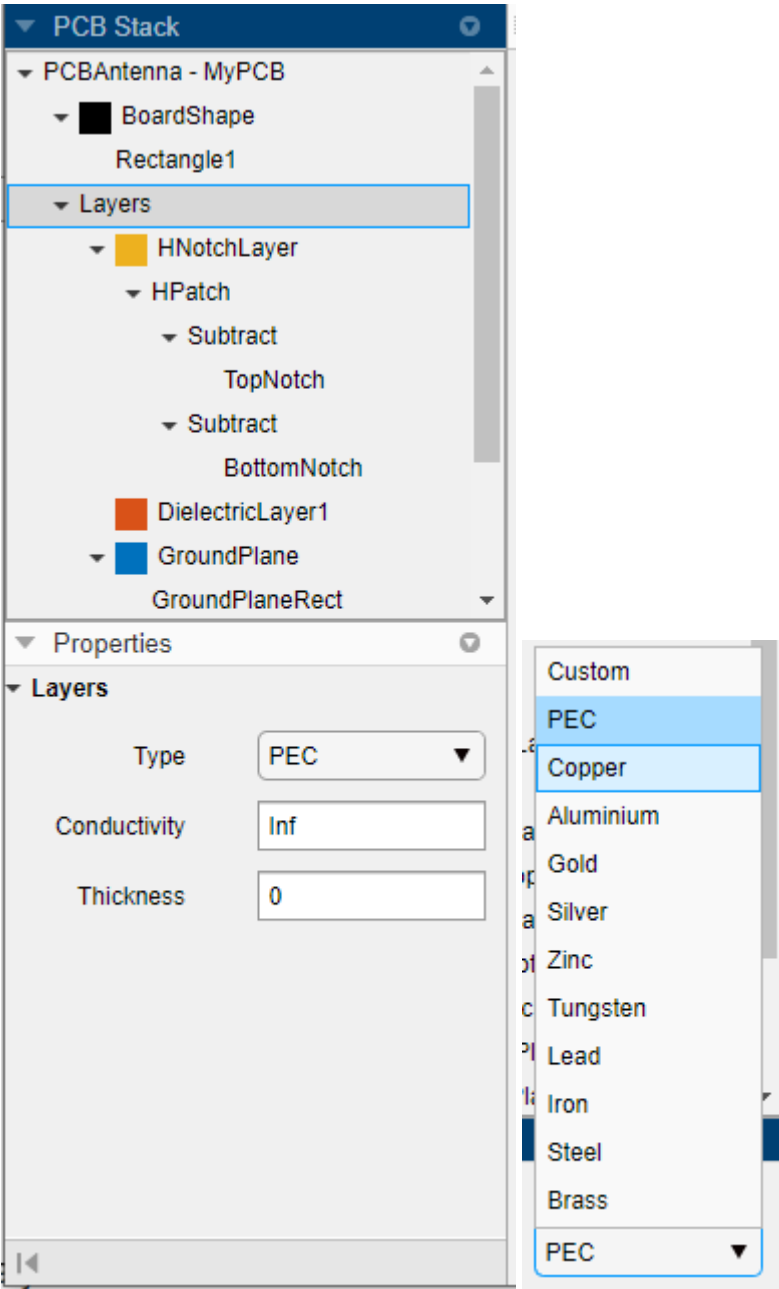 PCB Stack
PCBAntenna - MyPCB
BoardShape
Rectangle1
Layers
HNotchLayer
HPatch
Subtract
TopNotch
Subtract
BottomNotch
DielectricLayer1
GroundPlane
GroundPlaneRect
Properties
Layers
Type PEC
Conductivity Inf
Thickness 0
Custom
PEC
Copper
Aluminium
Gold
Silver
Zinc
Tungsten
Lead
Iron
Steel
Brass
PEC